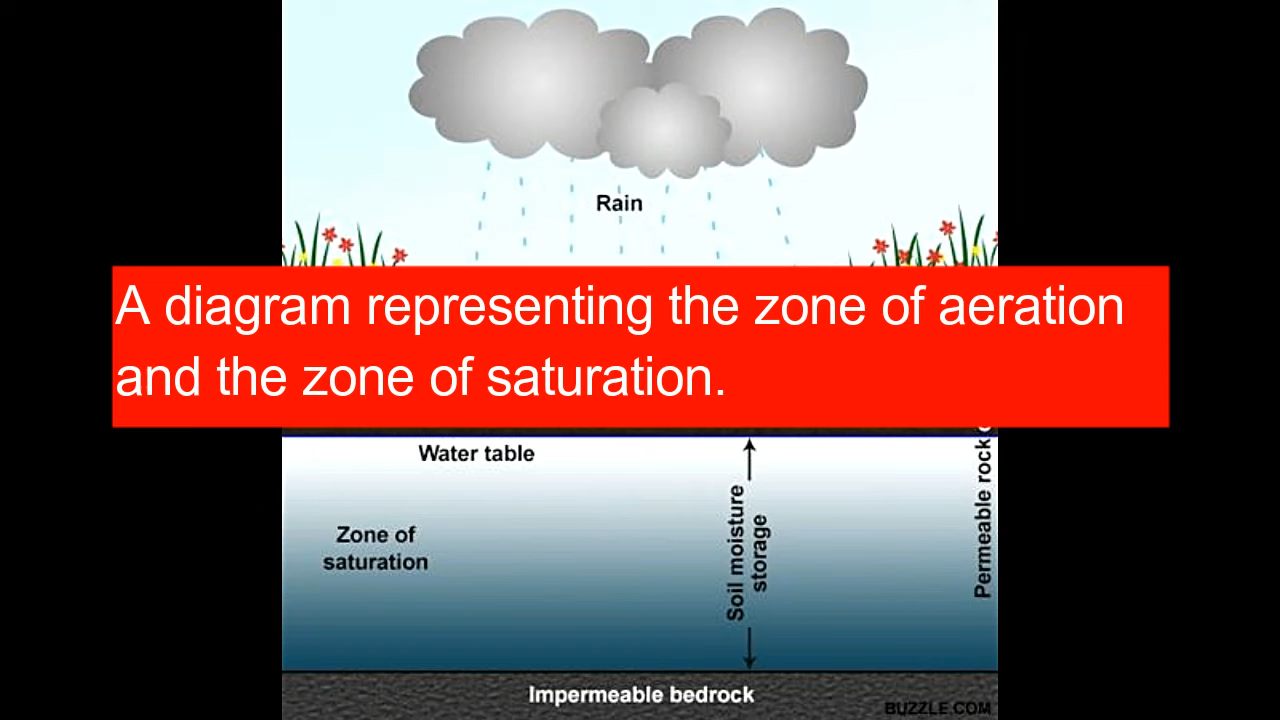 Rain
A diagram representing the zone of aeration
and the zone of saturation.
Water table
Zone of
saturation
Soil moisture
storage
Permeable rock
Impermeable bedrock
BUZZLE.COM